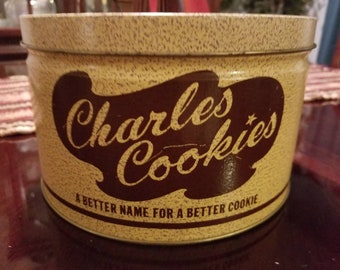 Charles
Cookies
A BETTER NAME FOR A BETTER COOKIE